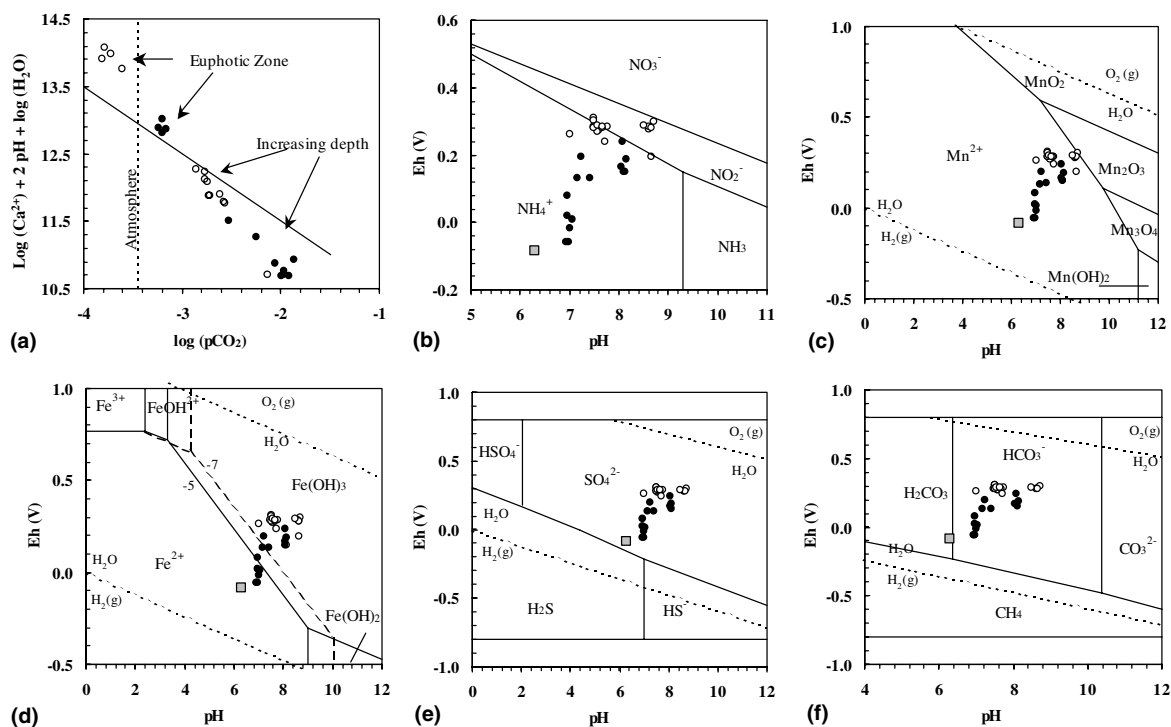 14.5
13.5
12.5
11.5
10.5
Log (Ca²⁺) + 2 pH + log (H₂O)
Euphotic Zone
Increasing depth
Atmosphere
-4 -3 -2 -1
log (pCO₂)
(a)
0.6
0.4
0.2
0.0
0.2
Eh (V)
NO₃⁻
NO₂⁻
NH₄⁺
NH₃
5 6 7 8 9 10 11
pH
(b)
1.0
0.5
0.0
-0.5
Eh (V)
MnO₂
O₂ (g)
H₂O
Mn²⁺
Mn₂O₃
H₂O
H₂(g)
Mn₃O₄
Mn(OH)₂
0 2 4 6 8 10 12
pH
(c)
1.0
0.5
0.0
-0.5
Eh (V)
Fe³⁺
FeOH²⁺
O₂ (g)
H₂O
-7
-5
Fe(OH)₃
Fe²⁺
H₂O
H₂(g)
Fe(OH)₂
0 2 4 6 8 10 12
pH
(d)
1.0
0.5
0.0
-0.5
-1.0
Eh (V)
O₂ (g)
HSO₄⁻
SO₄²⁻
H₂O
H₂O
H₂(g)
H₂S
HS⁻
0 2 4 6 8 10 12
pH
(e)
1.0
0.5
0.0
-0.5
-1.0
Eh (V)
O₂(g)
HCO₃⁻
H₂O
H₂CO₃
CO₃²⁻
H₂O
H₂(g)
CH₄
4 6 8 10 12
pH
(f)